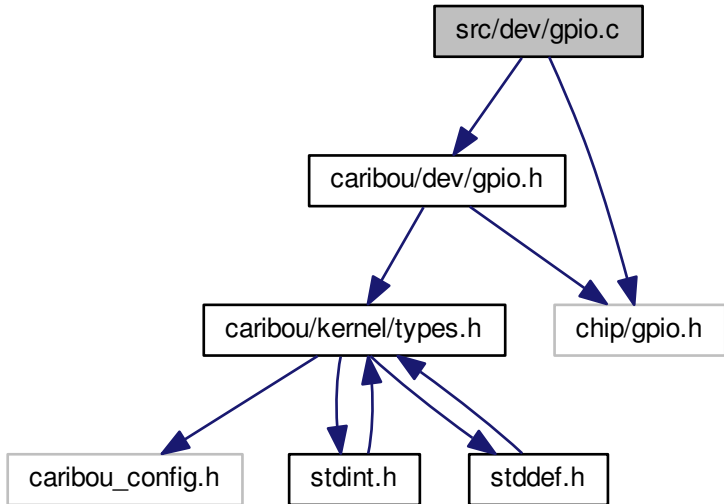 src/dev/gpio.c
caribou/dev/gpio.h
caribou/kernel/types.h
chip/gpio.h
caribou_config.h
stdint.h
stddef.h